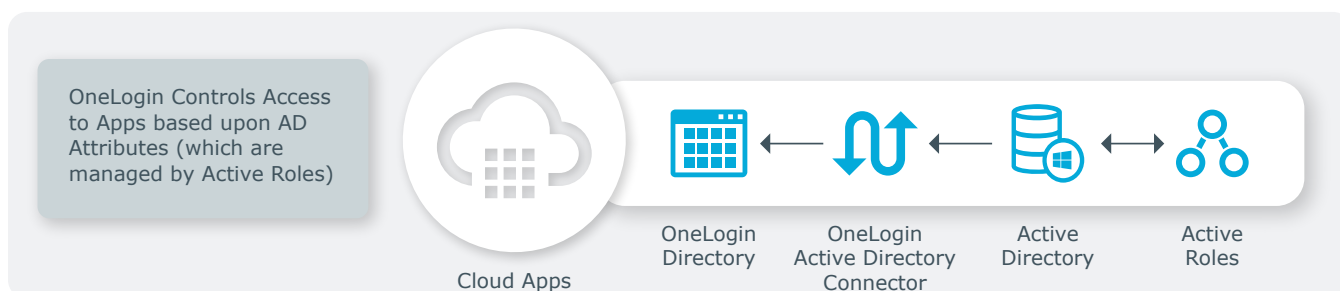 OneLogin Controls Access
to Apps based upon AD
Attributes (which are
managed by Active Roles)
Cloud Apps
OneLogin
Directory
OneLogin
Active Directory
Connector
Active
Directory
Active
Roles